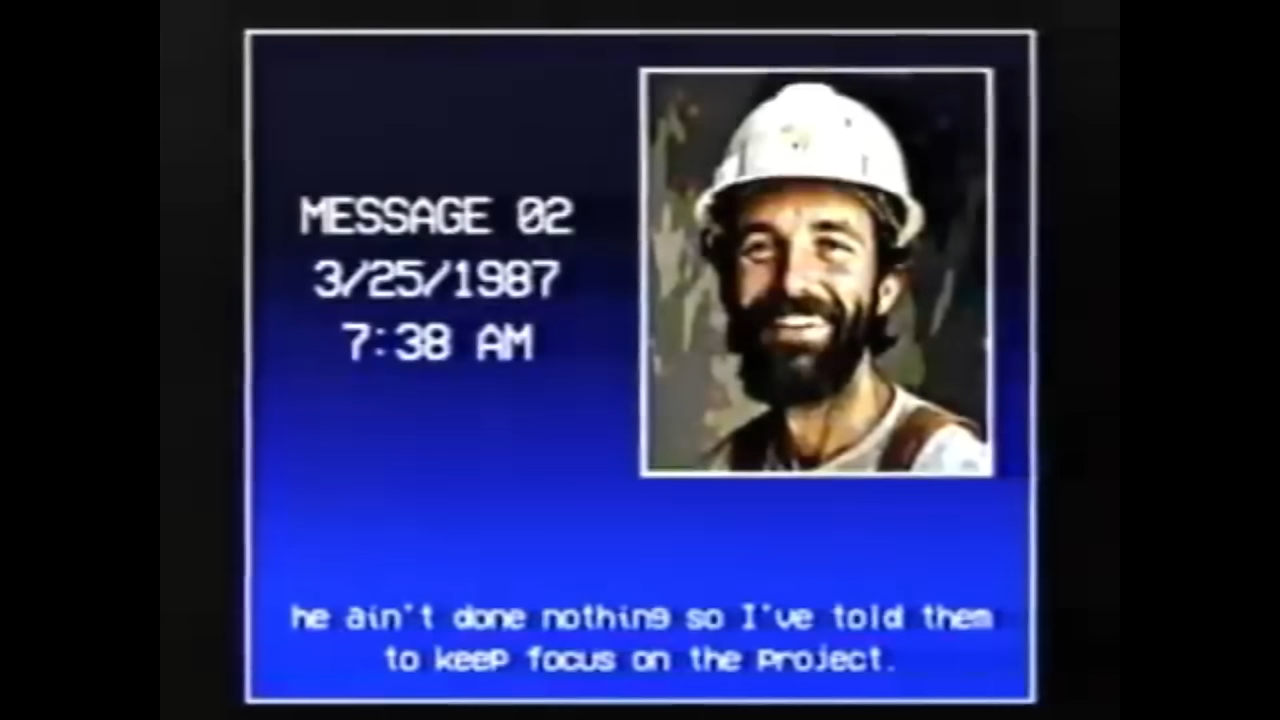 MESSAGE 02
3/25/1987
7:38 AM
he ain't done nothing so I've told them
to keep focus on the project.